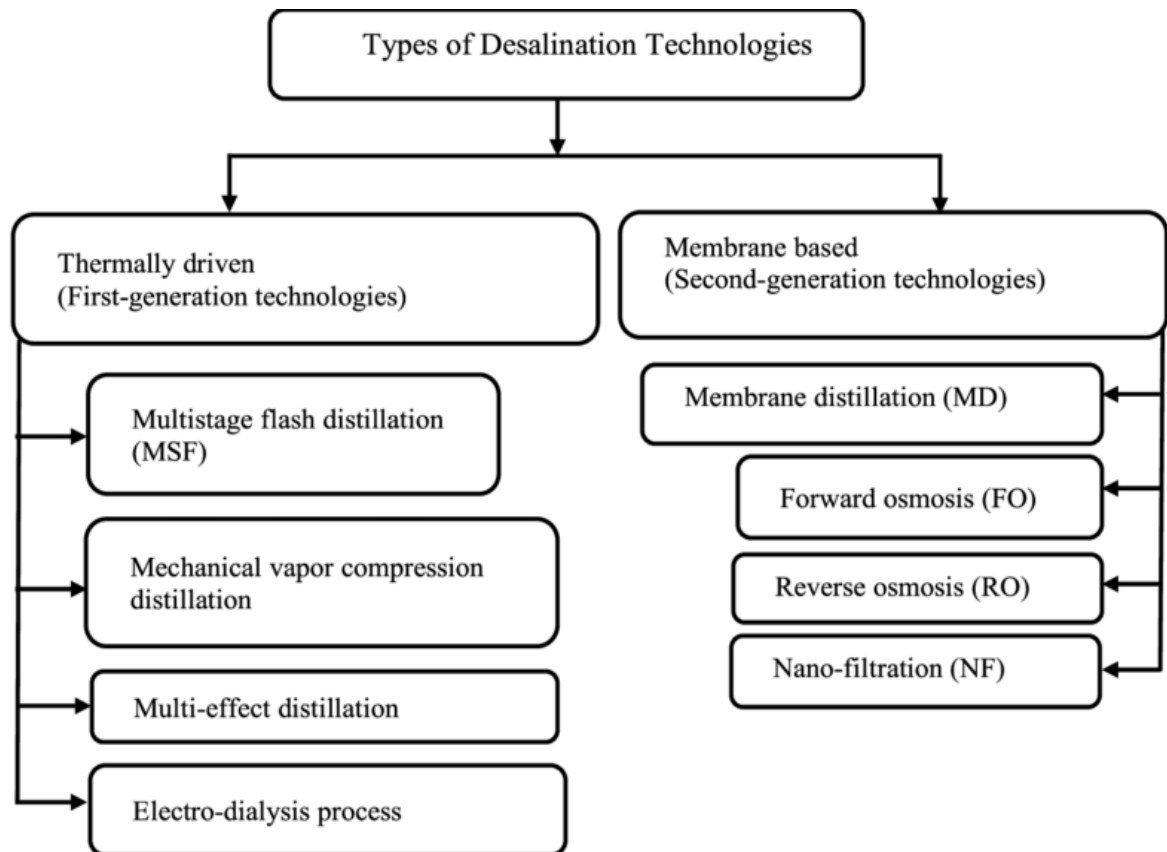 Types of Desalination Technologies
Thermally driven
(First-generation technologies)
Multistage flash distillation
(MSF)
Mechanical vapor compression
distillation
Multi-effect distillation
Electro-dialysis process
Membrane based
(Second-generation technologies)
Membrane distillation (MD)
Forward osmosis (FO)
Reverse osmosis (RO)
Nano-filtration (NF)